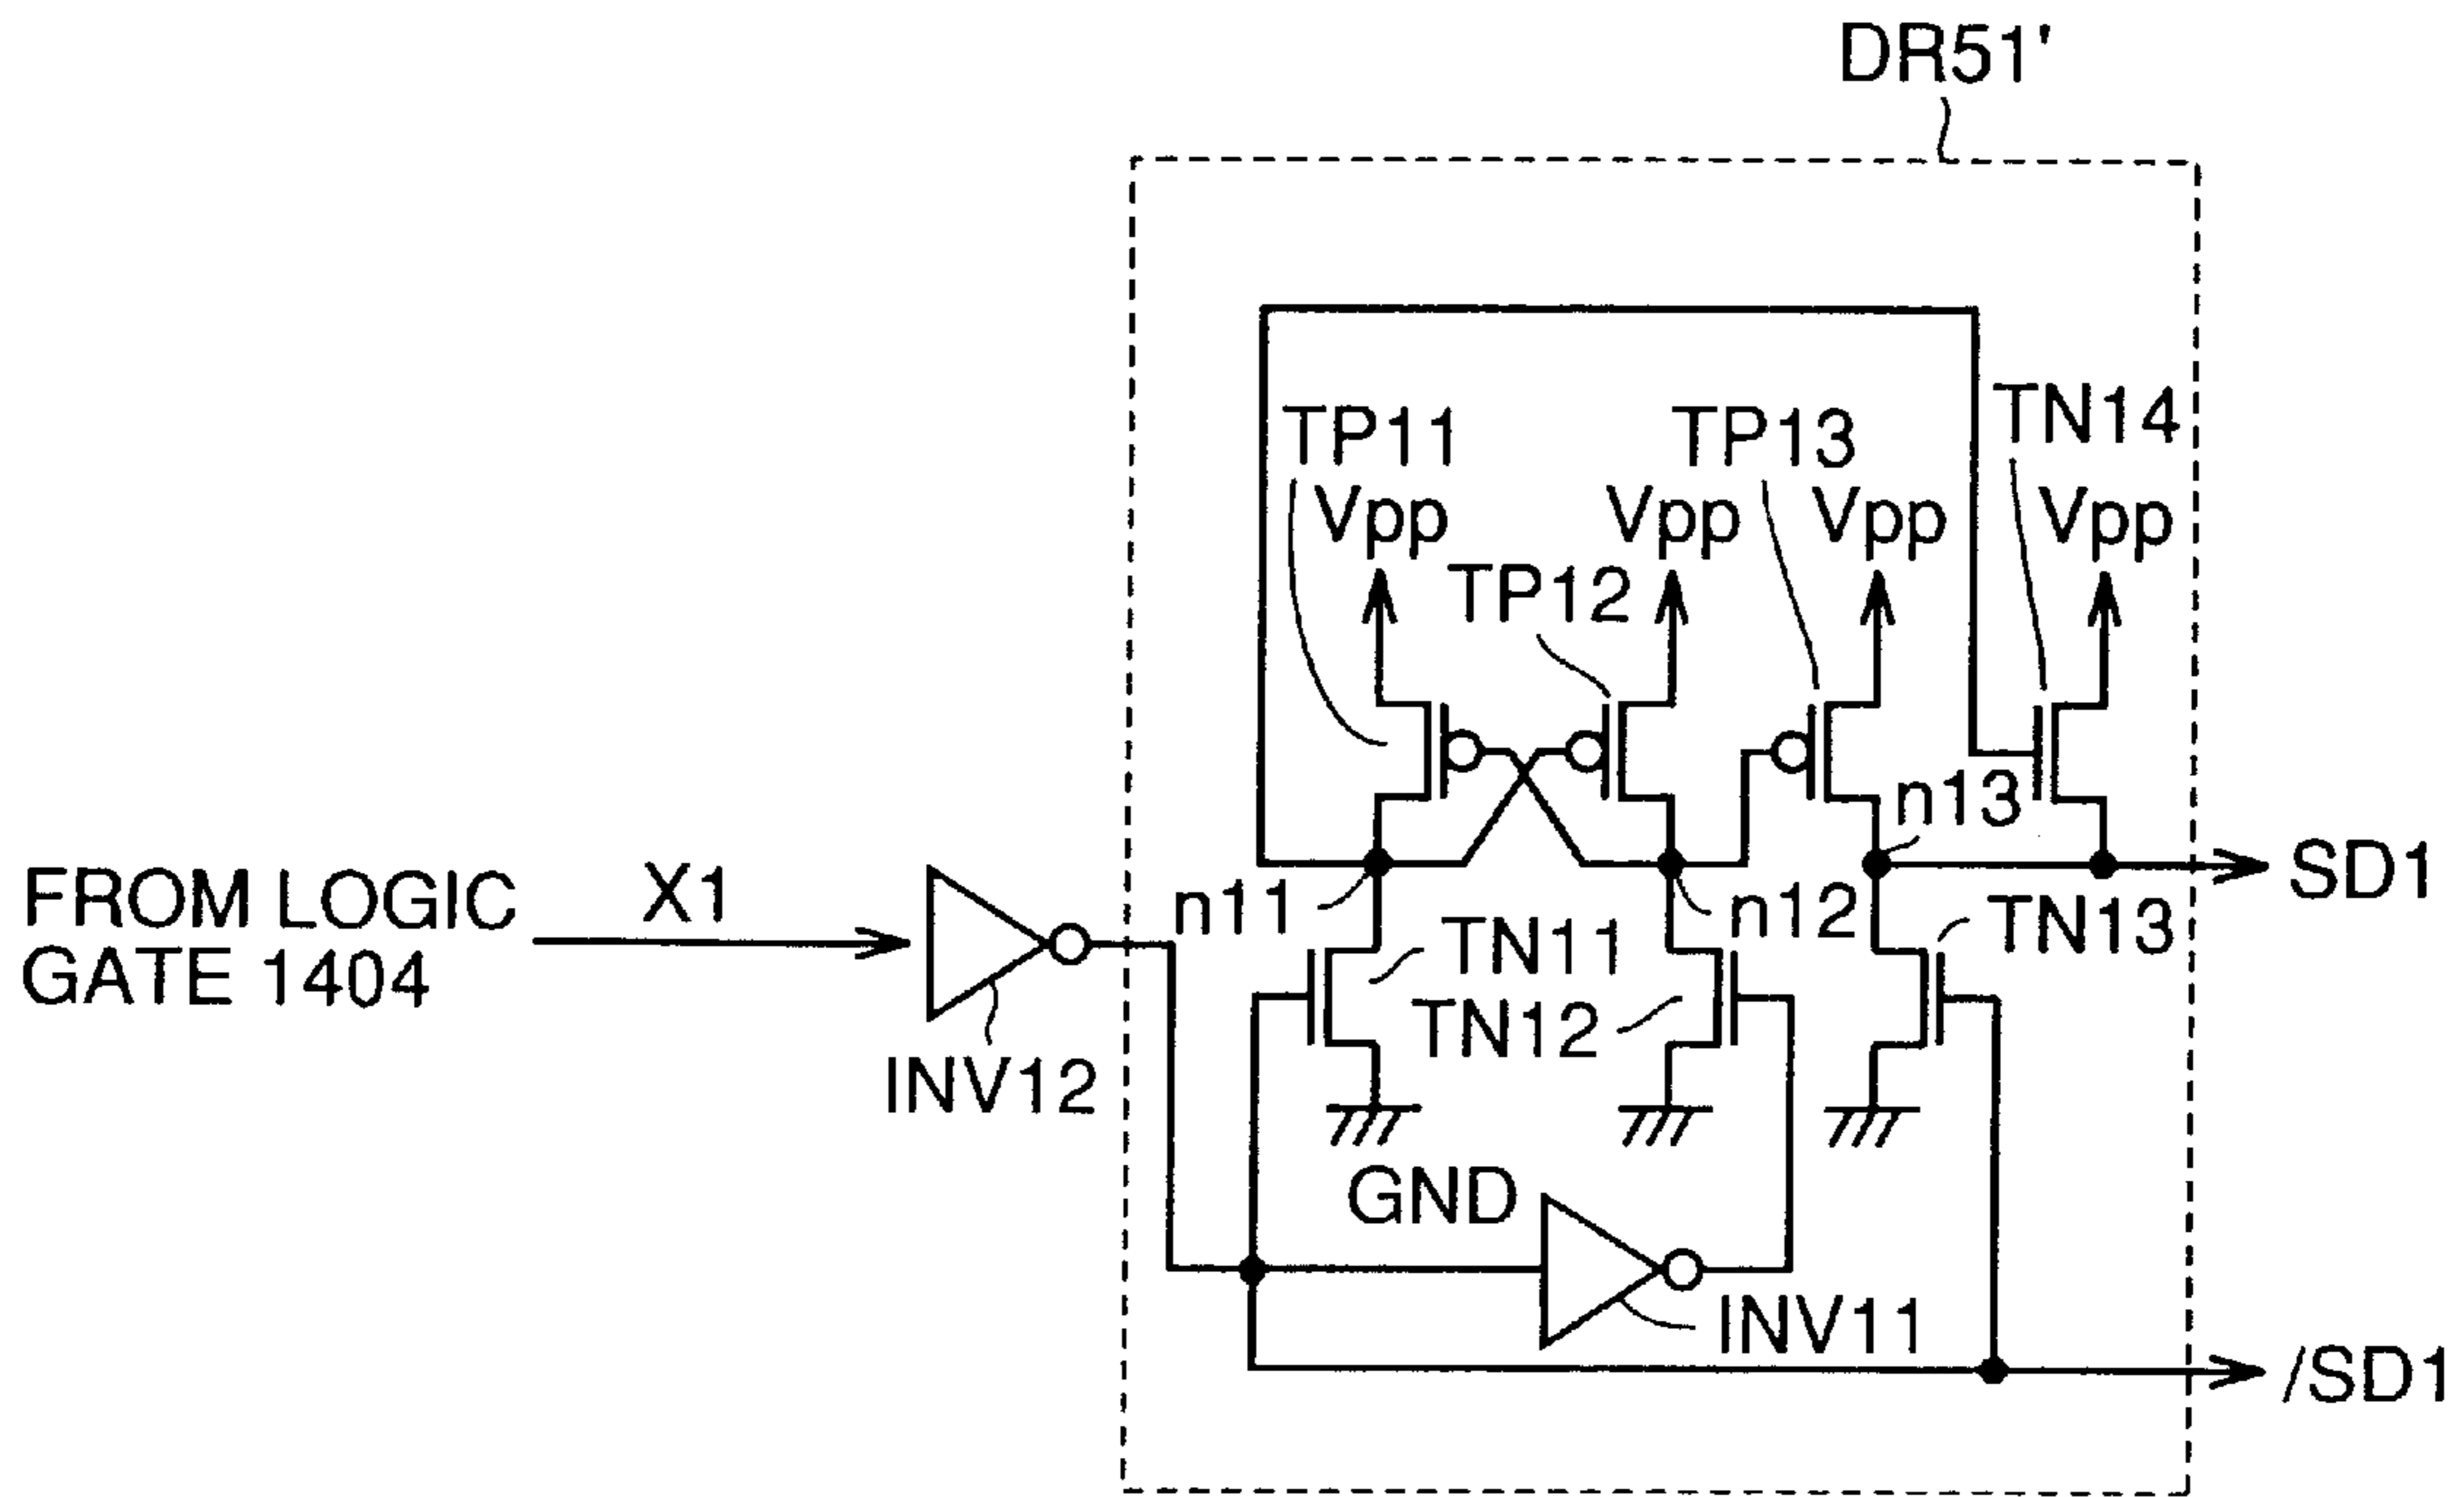 DR51'
TP11
TP13
TN14
Vpp
Vpp
Vpp
Vpp
TP12
n13
FROM LOGIC
GATE 1404
X1
n11
n12
SD1
TN11
TN13
TN12
INV12
GND
INV11
/SD1